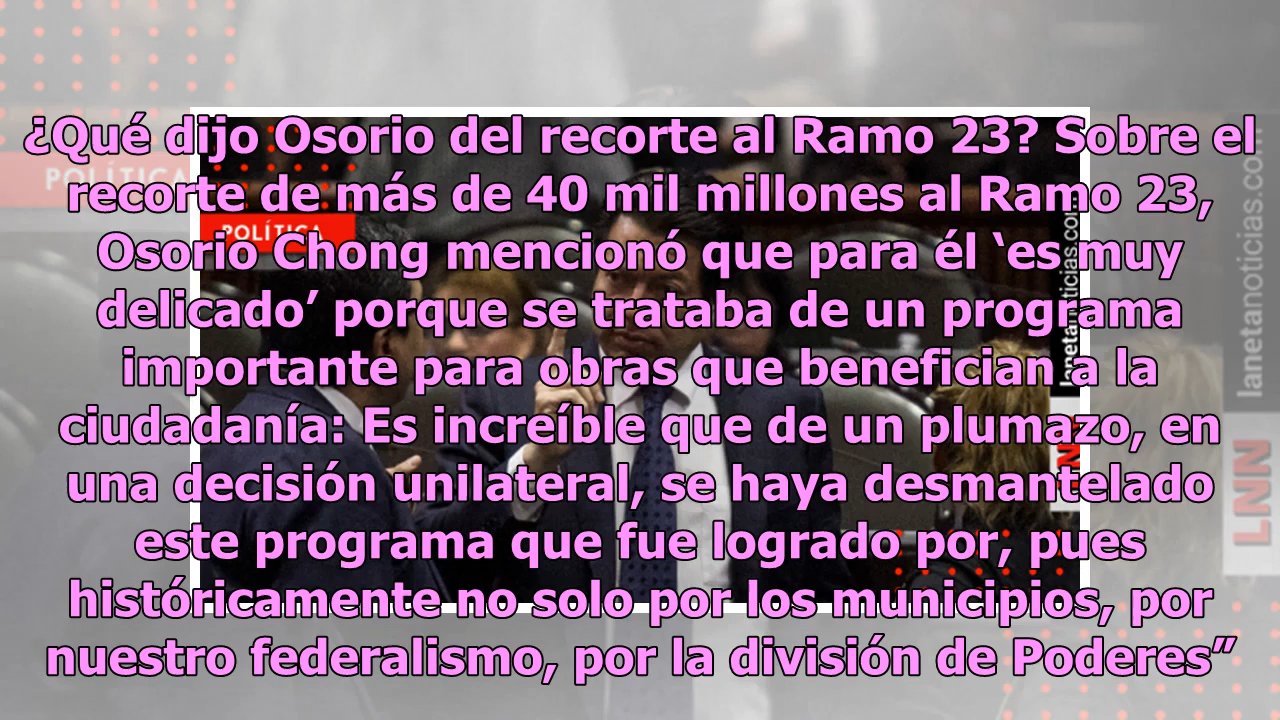 ¿Qué dijo Osorio del recorte al Ramo 23? Sobre el
recorte de más de 40 mil millones al Ramo 23,
Osorio Chong mencionó que para él ‘es muy
delicado’ porque se trataba de un programa
importante para obras que benefician a la
ciudadanía: Es increíble que de un plumazo, en
una decisión unilateral, se haya desmantelado
este programa que fue logrado por, pues
históricamente no solo por los municipios, por
nuestro federalismo, por la división de Poderes”
POLÍTICA
POLÍTICA
lanetanoticias.com
lanetanoticias.com
LNN
LNN